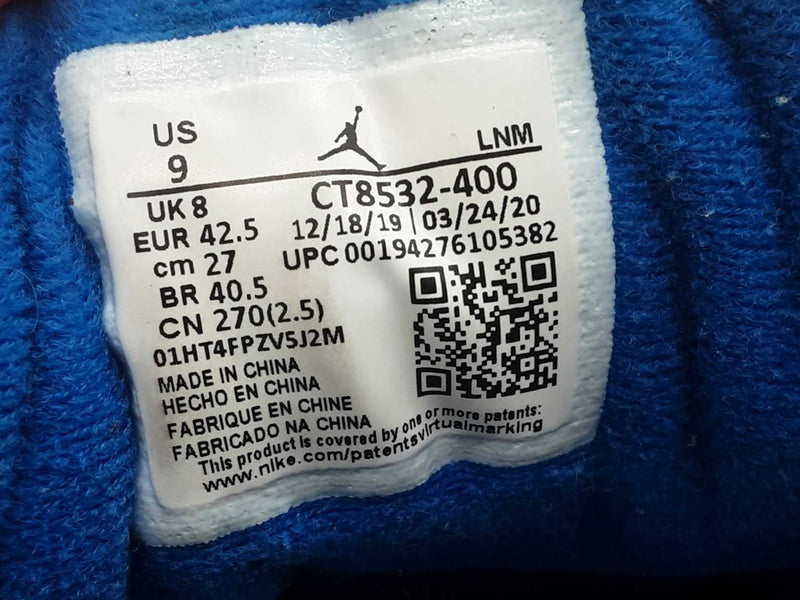 US
9
LNM
UK 8
CT8532-400
EUR 42.5
12/18/19 | 03/24/20
cm 27
UPC 00194276105382
BR 40.5
CN 270(2.5)
01HT4FPZV5J2M
MADE IN CHINA
HECHO EN CHINA
FABRIQUE EN CHINE
FABRICADO NA CHINA
This product is covered by one or more patents:
www.nike.com/patentsvirtualmarking